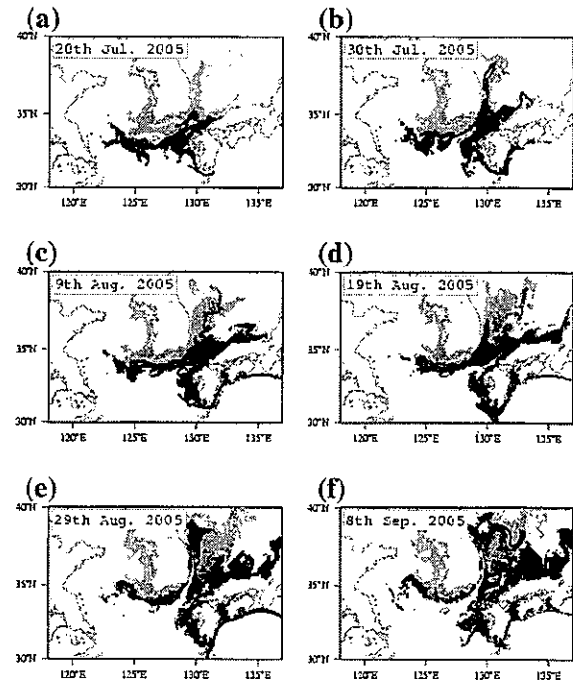 (a) (b)
40°N 20th Jul. 2005 40°N 30th Jul. 2005
35°N 35°N
30°N 30°N
120°E 125°E 130°E 135°E 120°E 125°E 130°E 135°E
(c) (d)
40°N 9th Aug. 2005 40°N 19th Aug. 2005
35°N 35°N
30°N 30°N
120°E 125°E 130°E 135°E 120°E 125°E 130°E 135°E
(e) (f)
40°N 29th Aug. 2005 40°N 8th Sep. 2005
35°N 35°N
30°N 30°N
120°E 125°E 130°E 135°E 120°E 125°E 130°E 135°E